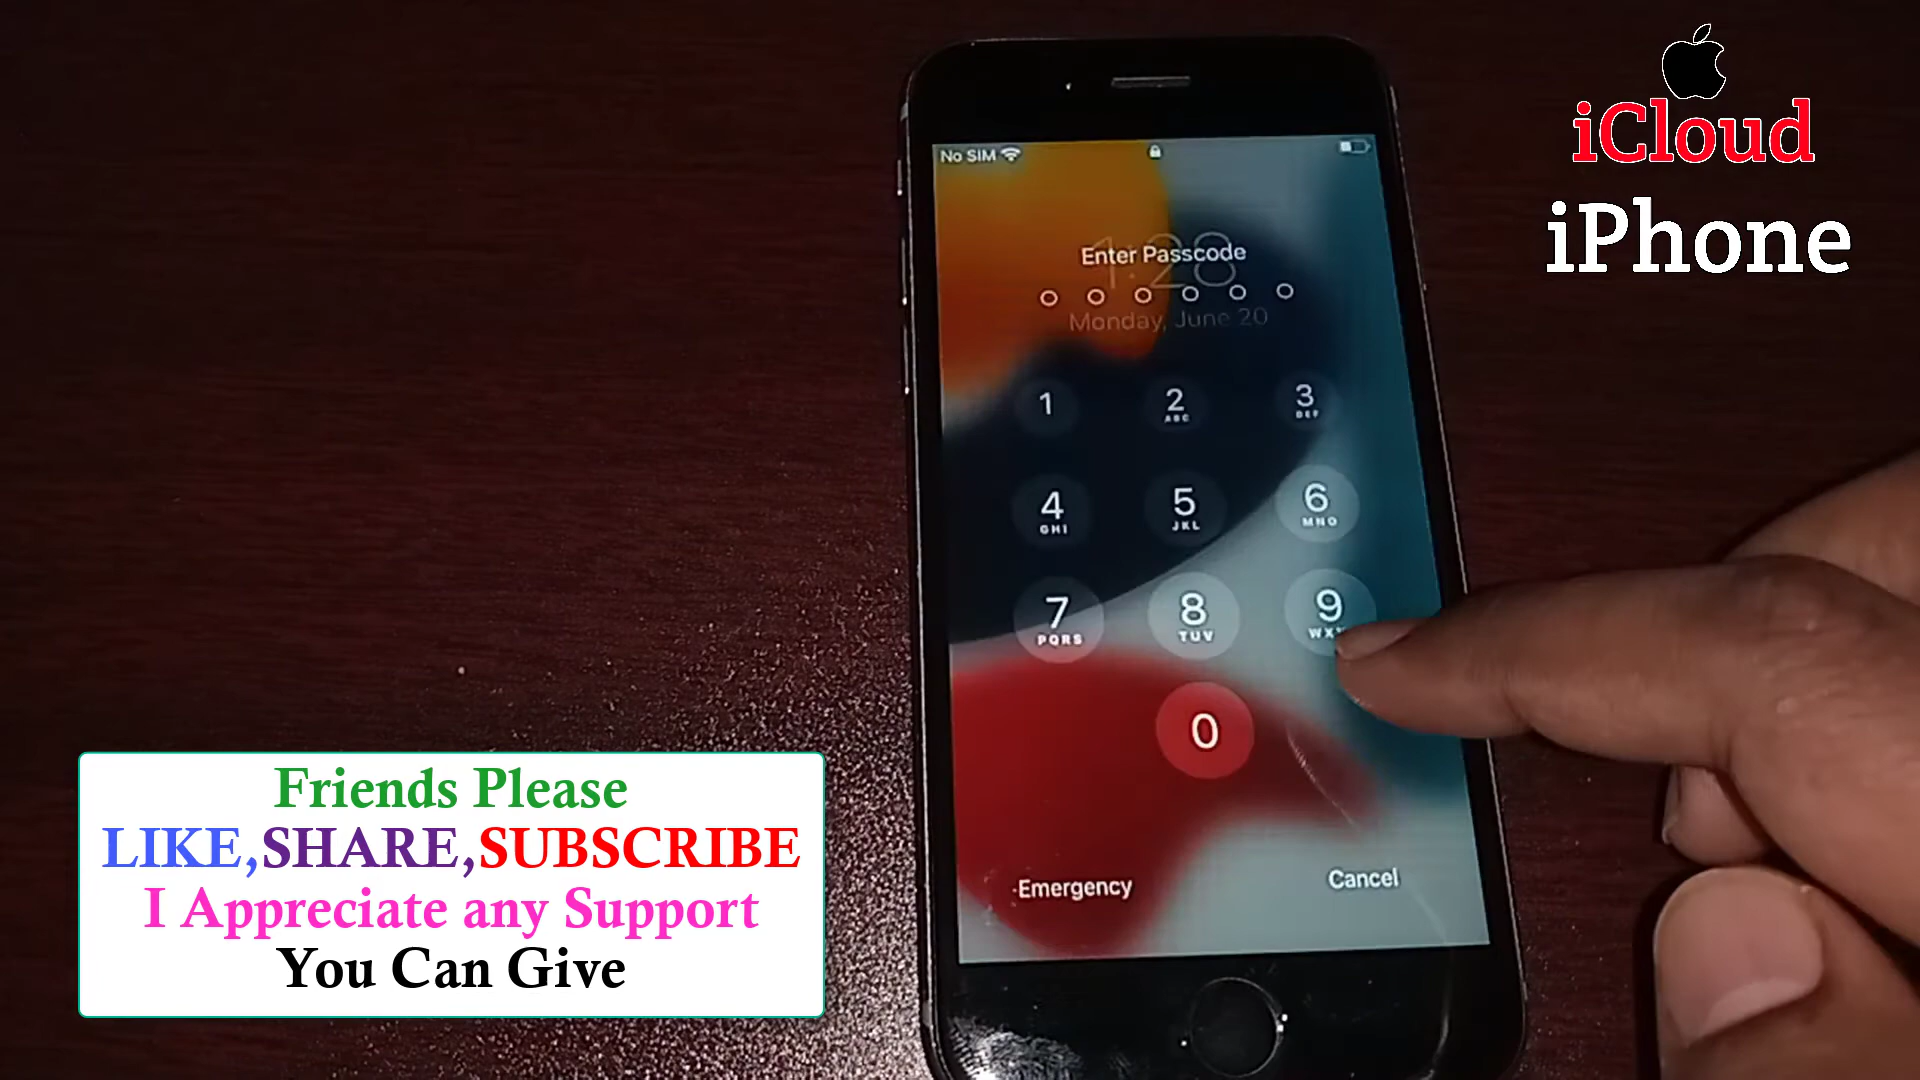 iCloud
iPhone
No SIM
1:28
Enter Passcode
Monday, June 20
1
2
ABC
3
DEF
4
GHI
5
JKL
6
MNO
7
PQRS
8
TUV
9
0
Emergency
Cancel
Friends Please
LIKE,SHARE,SUBSCRIBE
I Appreciate any Support
You Can Give